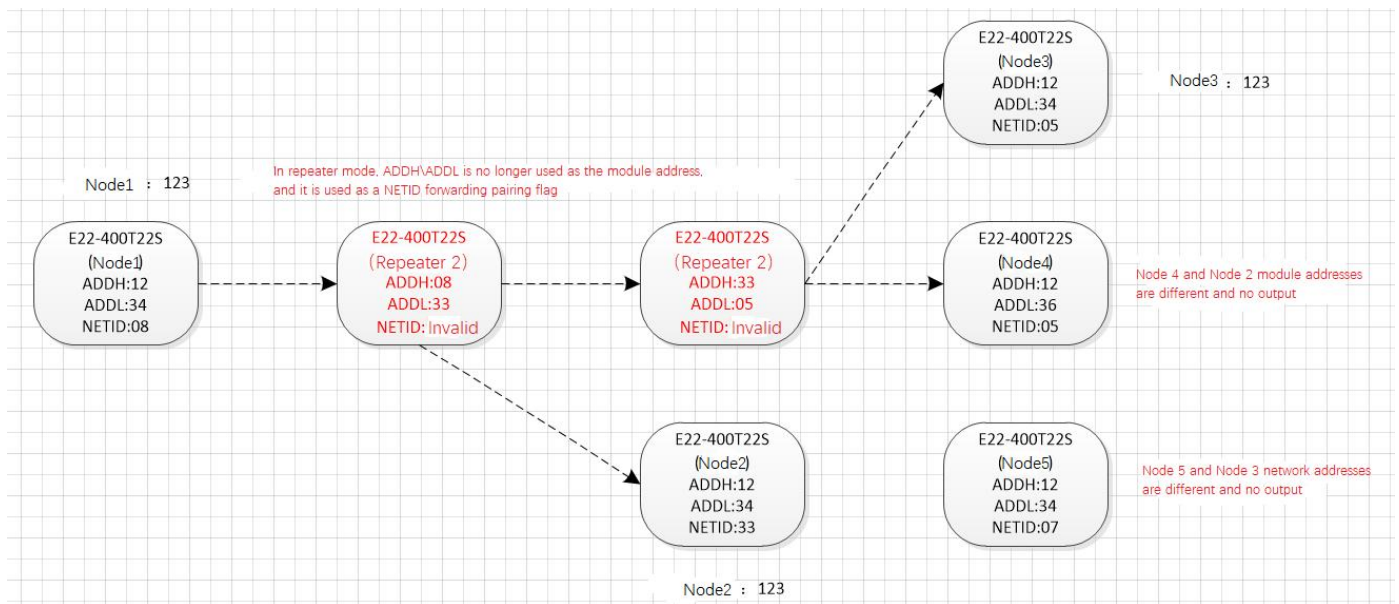 E22-400T22S
(Node3)
ADDH:12
ADDL:34
NETID:05
Node3 : 123
Node1 : 123
In repeater mode, ADDH\ADDL is no longer used as the module address,
and it is used as a NETID forwarding pairing flag
E22-400T22S
(Node1)
ADDH:12
ADDL:34
NETID:08
E22-400T22S
(Repeater 2)
ADDH:08
ADDL:33
NETID: Invalid
E22-400T22S
(Repeater 2)
ADDH:33
ADDL:05
NETID: Invalid
E22-400T22S
(Node4)
ADDH:12
ADDL:36
NETID:05
Node 4 and Node 2 module addresses
are different and no output
E22-400T22S
(Node2)
ADDH:12
ADDL:34
NETID:33
E22-400T22S
(Node5)
ADDH:12
ADDL:34
NETID:07
Node 5 and Node 3 network addresses
are different and no output
Node2 : 123